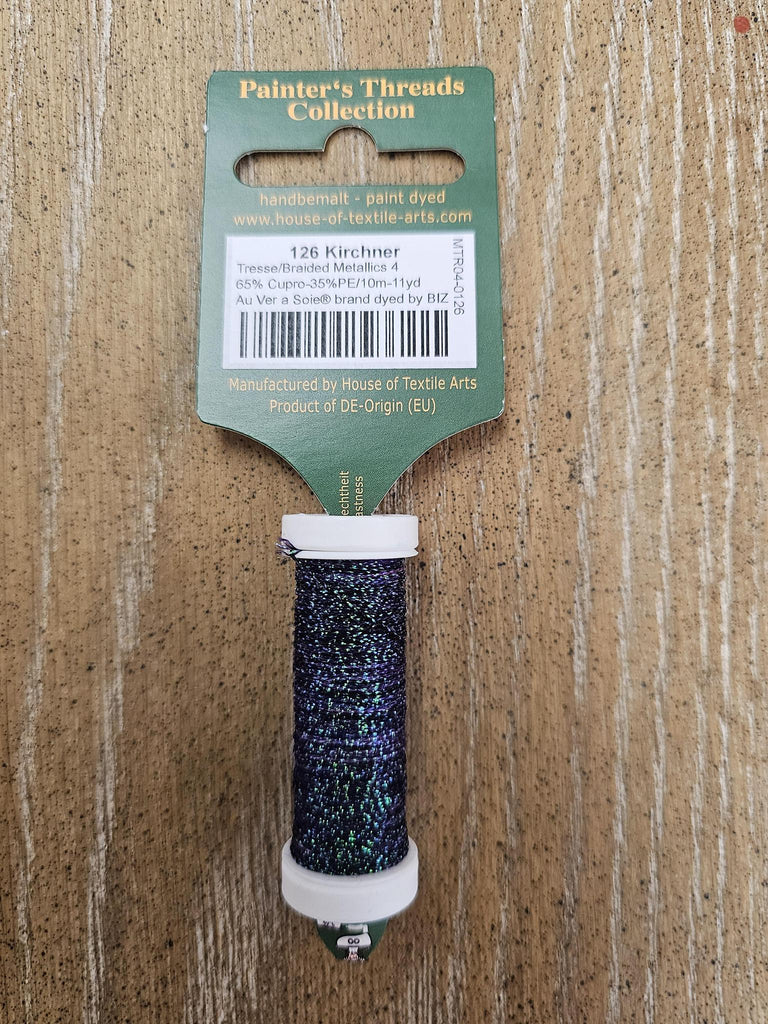 Painter‘s Threads
Collection
handbemalt - paint dyed
www.house-of-textile-arts.com
126 Kirchner
Tresse/Braided Metallics 4
65% Cupro-35%PE/10m-11yd
Au Ver a Soie® brand dyed by BIZ
MTR04-0126
Manufactured by House of Textile Arts
Product of DE-Origin (EU)